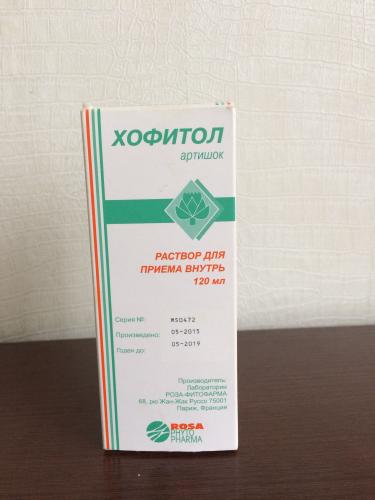 ХОФИТОЛ
артишок
РАСТВОР ДЛЯ
ПРИЕМА ВНУТРЬ
120 мл
Серия №: MS0472
Произведено: 05-2015
Годен до: 05-2019
Производитель:
Лаборатории
РОЗА-ФИТОФАРМА
68, рю Жан-Жак Руссо 75001
Париж, Франция
ROSA
PHYTO
PHARMA